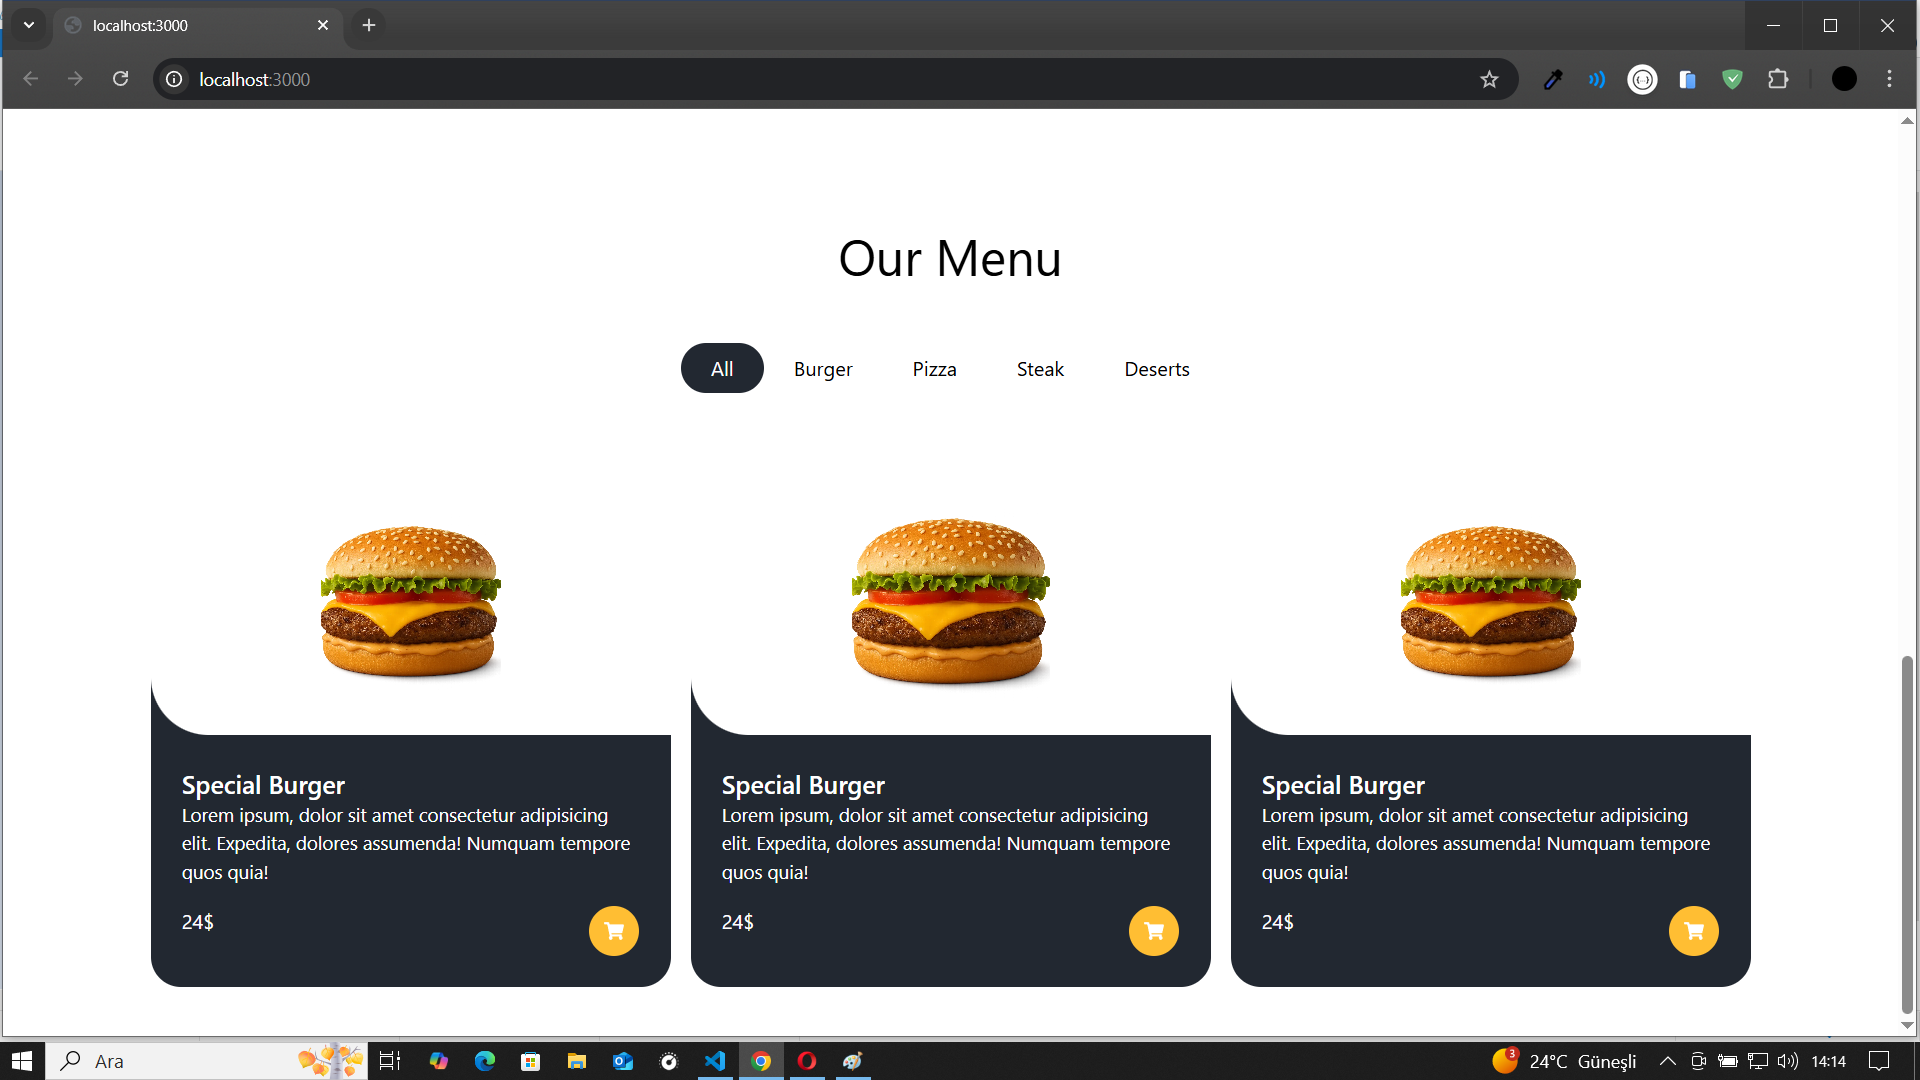 localhost:3000
localhost:3000
Our Menu
All Burger Pizza Steak Deserts
Special Burger
Lorem ipsum, dolor sit amet consectetur adipisicing
elit. Expedita, dolores assumenda! Numquam tempore
quos quia!
24$
Special Burger
Lorem ipsum, dolor sit amet consectetur adipisicing
elit. Expedita, dolores assumenda! Numquam tempore
quos quia!
24$
Special Burger
Lorem ipsum, dolor sit amet consectetur adipisicing
elit. Expedita, dolores assumenda! Numquam tempore
quos quia!
24$
Ara
3
24°C Güneşli
14:14